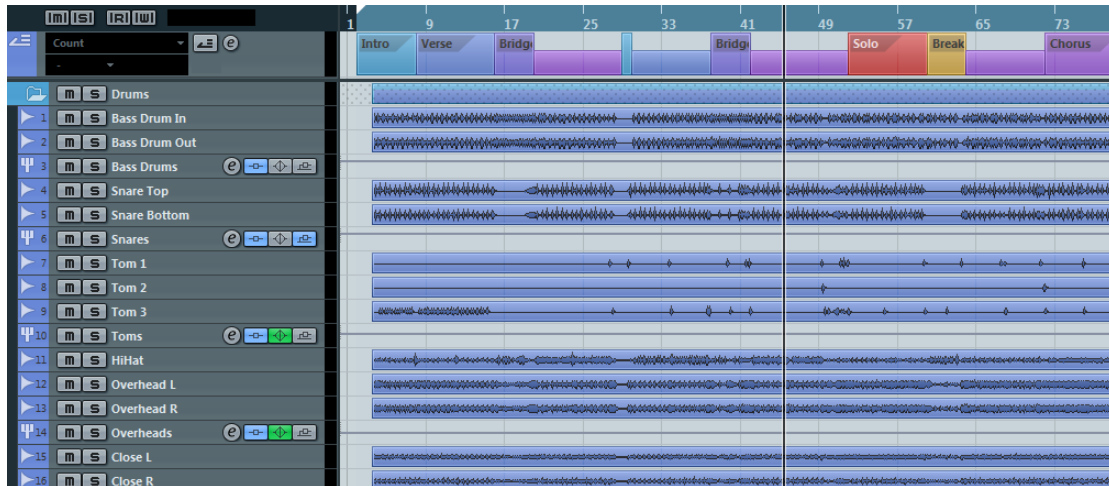 m s R W
1 9 17 25 33 41 49 57 65 73
Count m e
Intro Verse Bridge Bridge Solo Break Chorus
-
m s Drums
1 m s Bass Drum In
2 m s Bass Drum Out
3 m s Bass Drums e
4 m s Snare Top
5 m s Snare Bottom
6 m s Snares e
7 m s Tom 1
8 m s Tom 2
9 m s Tom 3
10 m s Toms e
11 m s HiHat
12 m s Overhead L
13 m s Overhead R
14 m s Overheads e
15 m s Close L
16 m s Close R